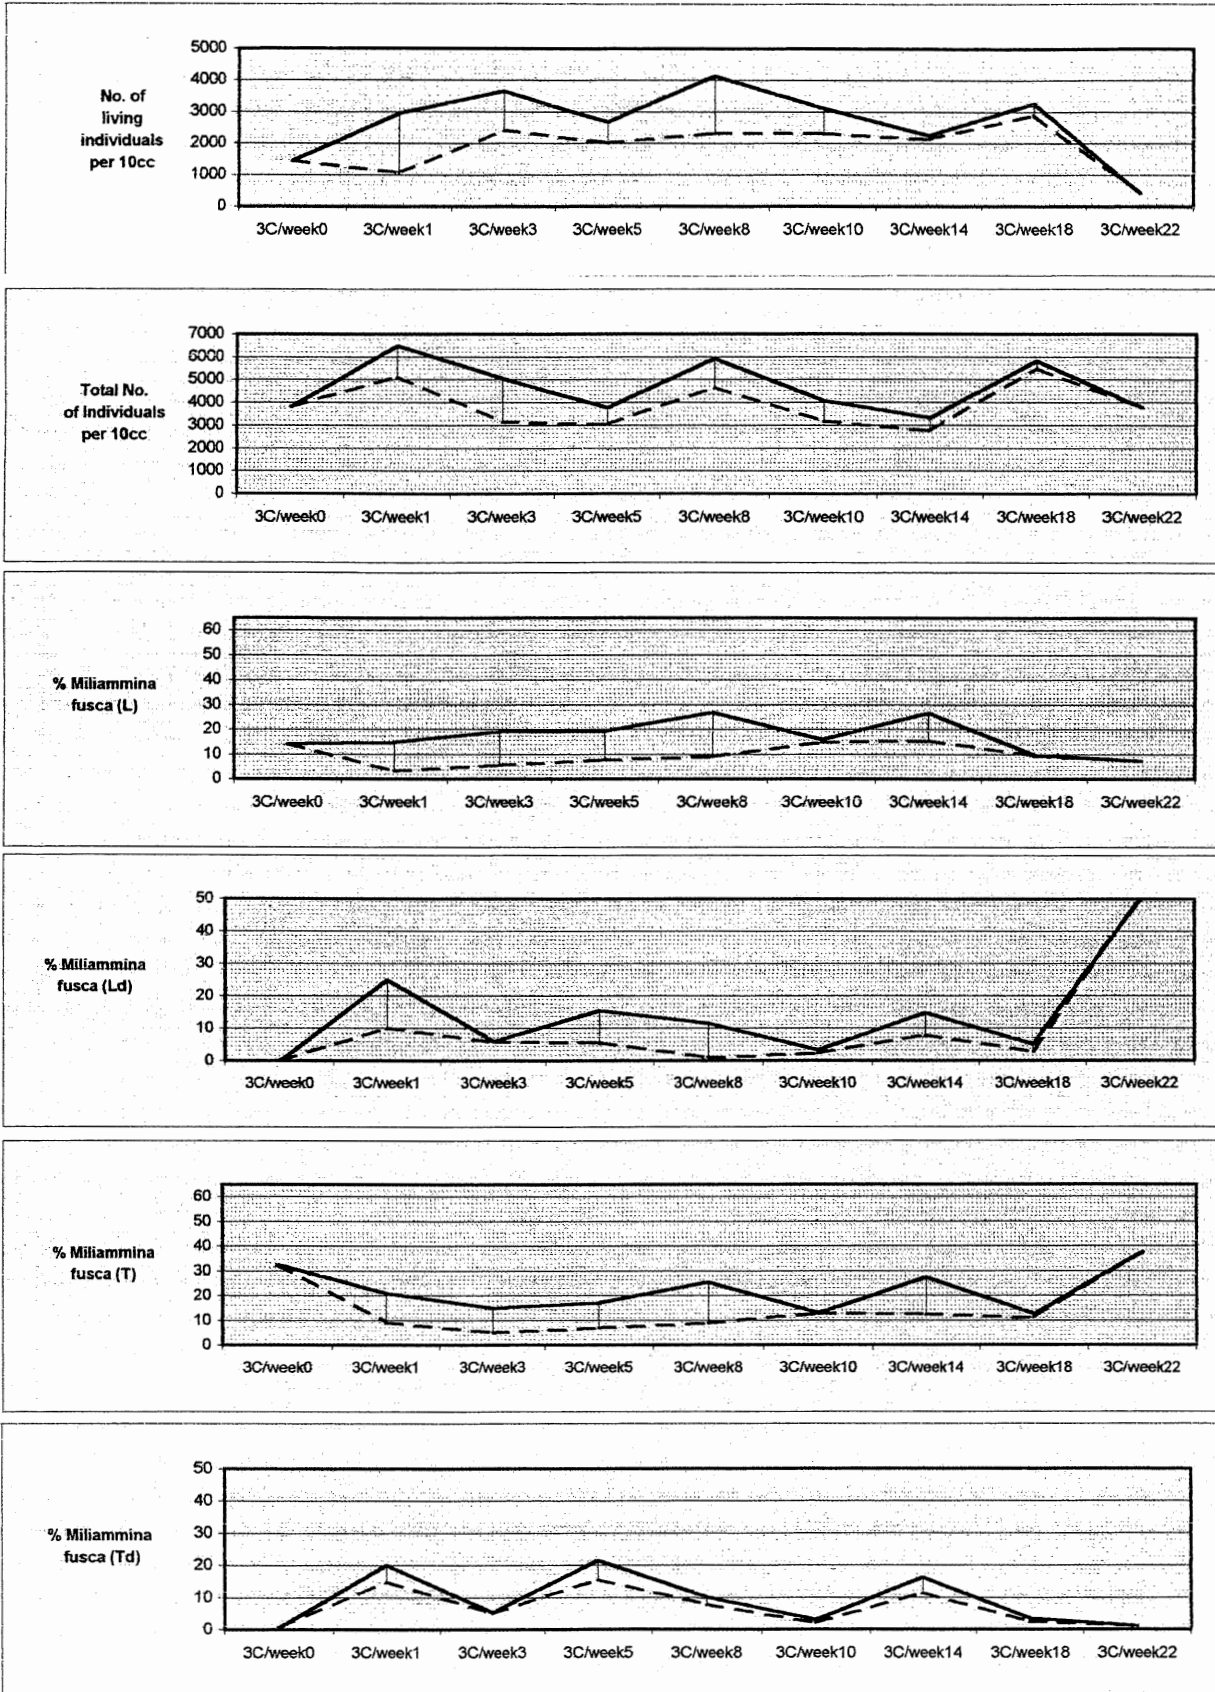 5000
4000
3000
2000
1000
0
No. of
living
individuals
per 10cc
3C/week0 3C/week1 3C/week3 3C/week5 3C/week8 3C/week10 3C/week14 3C/week18 3C/week22
7000
6000
5000
4000
3000
2000
1000
0
Total No.
of Individuals
per 10cc
3C/week0 3C/week1 3C/week3 3C/week5 3C/week8 3C/week10 3C/week14 3C/week18 3C/week22
60
50
40
30
20
10
0
% Miliammina
fusca (L)
3C/week0 3C/week1 3C/week3 3C/week5 3C/week8 3C/week10 3C/week14 3C/week18 3C/week22
50
40
30
20
10
0
% Miliammina
fusca (Ld)
3C/week0 3C/week1 3C/week3 3C/week5 3C/week8 3C/week10 3C/week14 3C/week18 3C/week22
60
50
40
30
20
10
0
% Miliammina
fusca (T)
3C/week0 3C/week1 3C/week3 3C/week5 3C/week8 3C/week10 3C/week14 3C/week18 3C/week22
50
40
30
20
10
0
% Miliammina
fusca (Td)
3C/week0 3C/week1 3C/week3 3C/week5 3C/week8 3C/week10 3C/week14 3C/week18 3C/week22